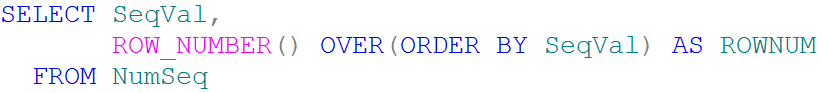 SELECT SeqVal,
ROW_NUMBER() OVER(ORDER BY SeqVal) AS ROWNUM
FROM NumSeq